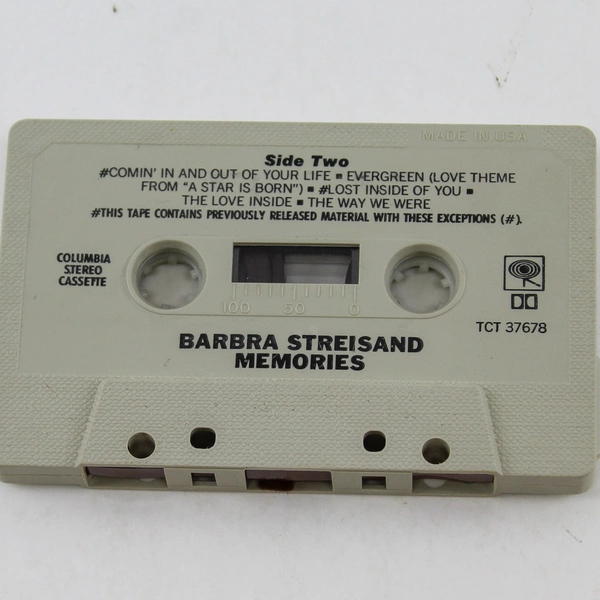 MADE IN USA
Side Two
#COMIN' IN AND OUT OF YOUR LIFE ▪ EVERGREEN (LOVE THEME
FROM "A STAR IS BORN") ▪ #LOST INSIDE OF YOU ▪
THE LOVE INSIDE ▪ THE WAY WE WERE
#THIS TAPE CONTAINS PREVIOUSLY RELEASED MATERIAL WITH THESE EXCEPTIONS (#).
COLUMBIA
STEREO
CASSETTE
100 50 0
TCT 37678
BARBRA STREISAND
MEMORIES